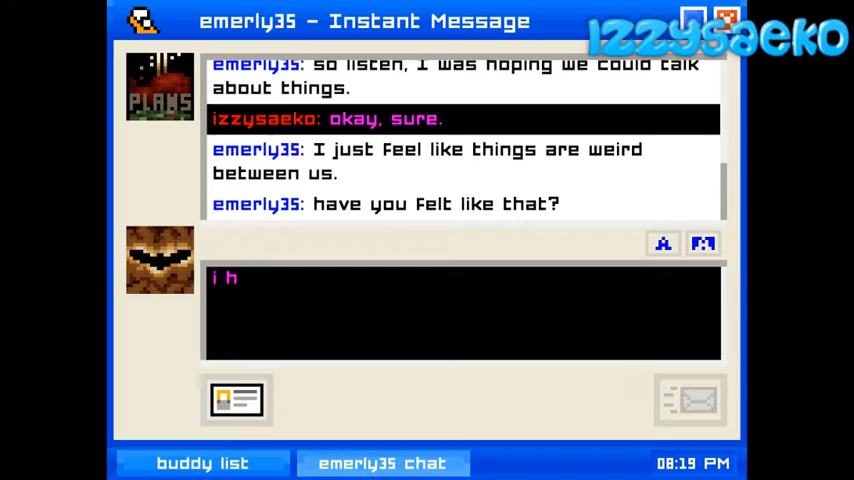 emerly35 - Instant Message
IZZYSAEKO
emerly35: so listen, I was hoping we could talk
about things.
PLANS
izzysaeko: okay, sure.
emerly35: I just feel like things are weird
between us.
emerly35: have you felt like that?
A
i h
buddy list
emerly35 chat
08:19 PM